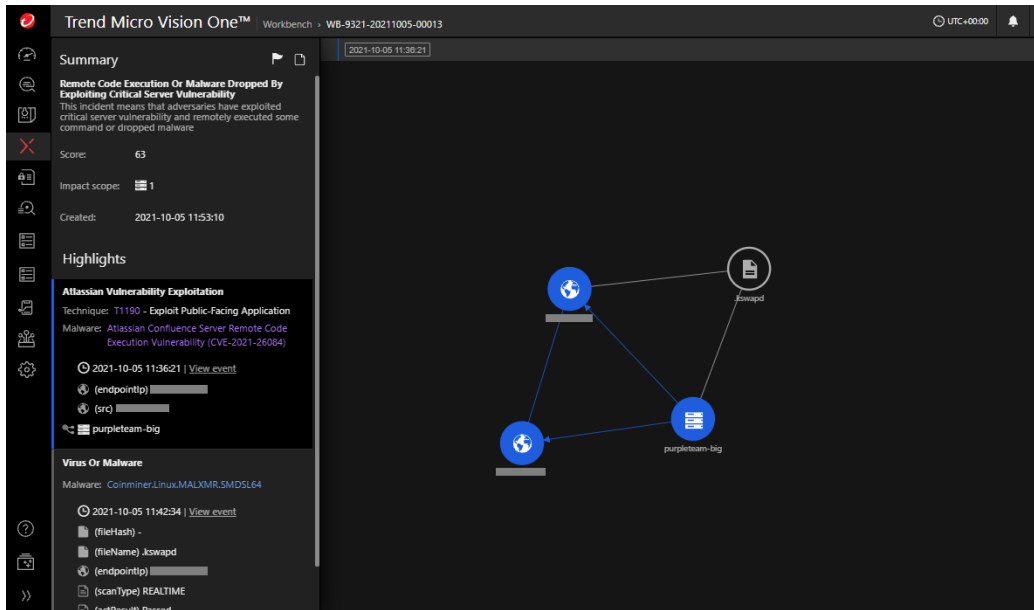 Trend Micro Vision One™ Workbench › WB-9321-20211005-00013
UTC+00:00
Summary
2021-10-05 11:36:21
Remote Code Execution Or Malware Dropped By
Exploiting Critical Server Vulnerability
This incident means that adversaries have exploited
critical server vulnerability and remotely executed some
command or dropped malware
Score: 63
Impact scope: 1
Created: 2021-10-05 11:53:10
Highlights
Atlassian Vulnerability Exploitation
Technique: T1190 - Exploit Public-Facing Application
Malware: Atlassian Confluence Server Remote Code
Execution Vulnerability (CVE-2021-26084)
2021-10-05 11:36:21 | View event
(endpointIp)
(src)
purpleteam-big
Virus Or Malware
Malware: Coinminer.Linux.MALXMR.SMDSL64
2021-10-05 11:42:34 | View event
(fileHash) -
(fileName) .kswapd
(endpointIp)
(scanType) REALTIME
(actResult) Passed
.kswapd
purpleteam-big